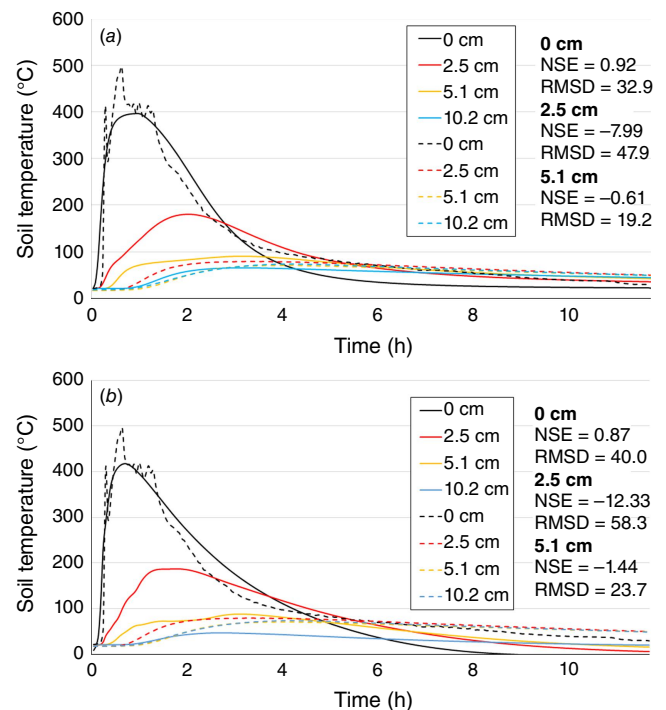 (a)
600
500
400
300
200
100
0
Soil temperature (°C)
0 cm
2.5 cm
5.1 cm
10.2 cm
0 cm
2.5 cm
5.1 cm
10.2 cm
0 cm
NSE = 0.92
RMSD = 32.9
2.5 cm
NSE = –7.99
RMSD = 47.9
5.1 cm
NSE = –0.61
RMSD = 19.2
0 2 4 6 8 10
Time (h)
(b)
600
500
400
300
200
100
0
Soil temperature (°C)
0 cm
2.5 cm
5.1 cm
10.2 cm
0 cm
2.5 cm
5.1 cm
10.2 cm
0 cm
NSE = 0.87
RMSD = 40.0
2.5 cm
NSE = –12.33
RMSD = 58.3
5.1 cm
NSE = –1.44
RMSD = 23.7
0 2 4 6 8 10
Time (h)